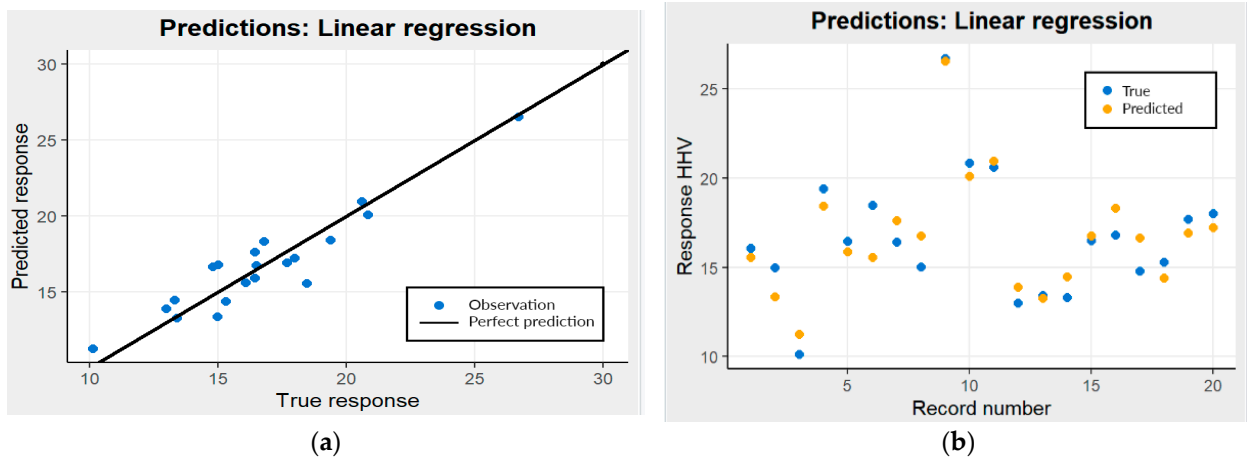 Predictions: Linear regression
Predicted response
30
25
20
15
Observation
Perfect prediction
10 15 20 25 30
True response
(a)
Predictions: Linear regression
Response HHV
25
20
15
10
True
Predicted
5 10 15 20
Record number
(b)